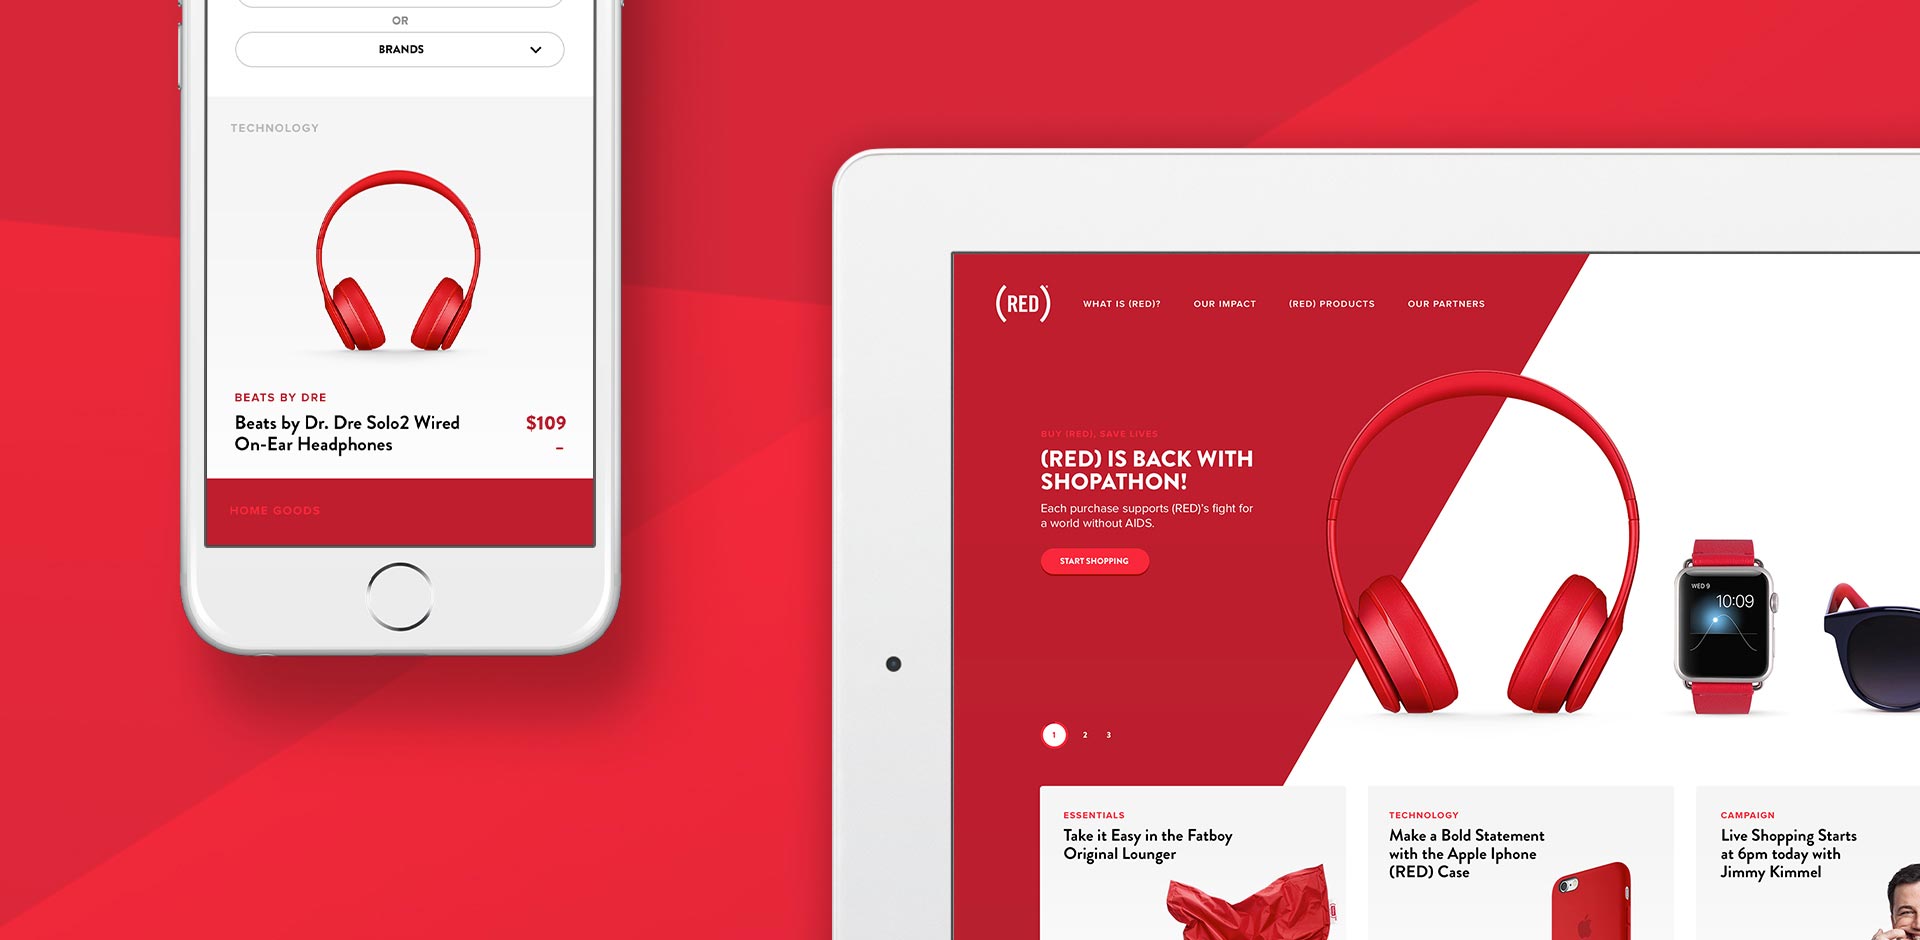 OR
BRANDS
TECHNOLOGY
BEATS BY DRE
Beats by Dr. Dre Solo2 Wired
On-Ear Headphones
$109
HOME GOODS
(RED)
WHAT IS (RED)?
OUR IMPACT
(RED) PRODUCTS
OUR PARTNERS
BUY (RED), SAVE LIVES
(RED) IS BACK WITH
SHOPATHON!
Each purchase supports (RED)'s fight for
a world without AIDS.
START SHOPPING
WED 9
10:09
1 2 3
ESSENTIALS
Take it Easy in the Fatboy
Original Lounger
TECHNOLOGY
Make a Bold Statement
with the Apple Iphone
(RED) Case
CAMPAIGN
Live Shopping Starts
at 6pm today with
Jimmy Kimmel